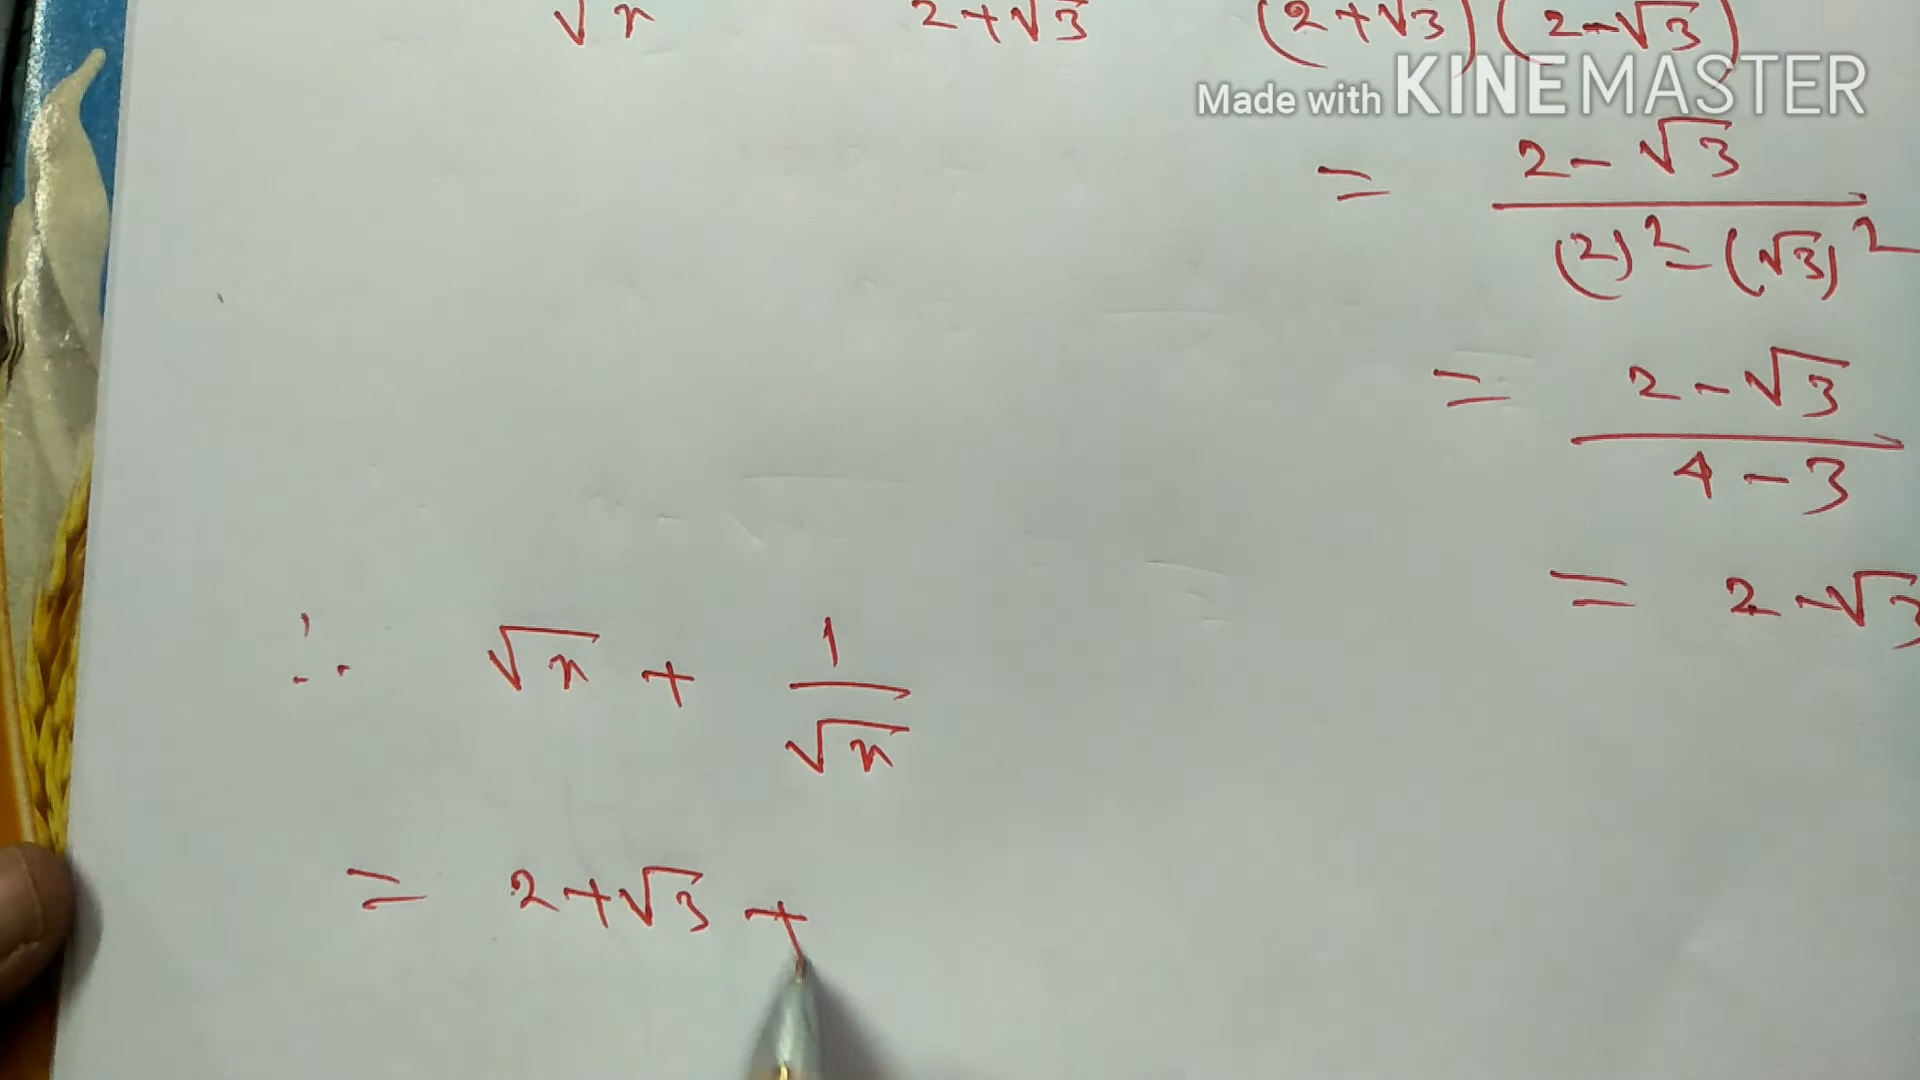 √x 2+√3 (2+√3)(2-√3)
Made with KINEMASTER
= 2-√3 / (2)² - (√3)²
= 2-√3 / 4-3
= 2-√3
∴ √x + 1/√x
= 2+√3 +